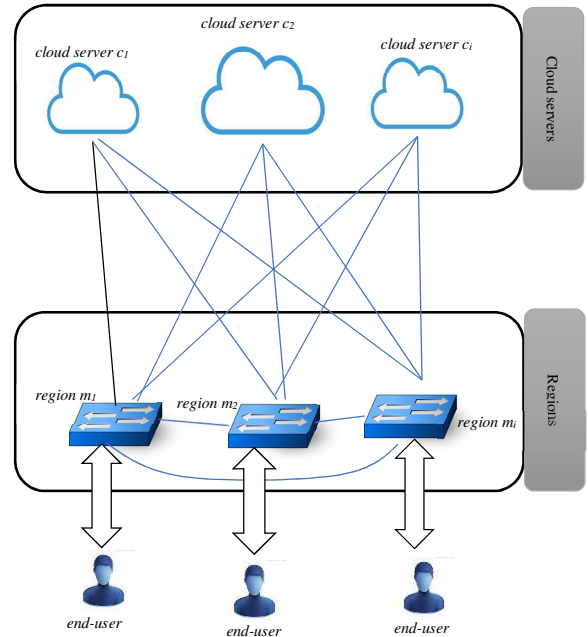 cloud server c2
cloud server c1
cloud server ci
Cloud servers
region m1
region m2
region mi
Regions
end-user
end-user
end-user